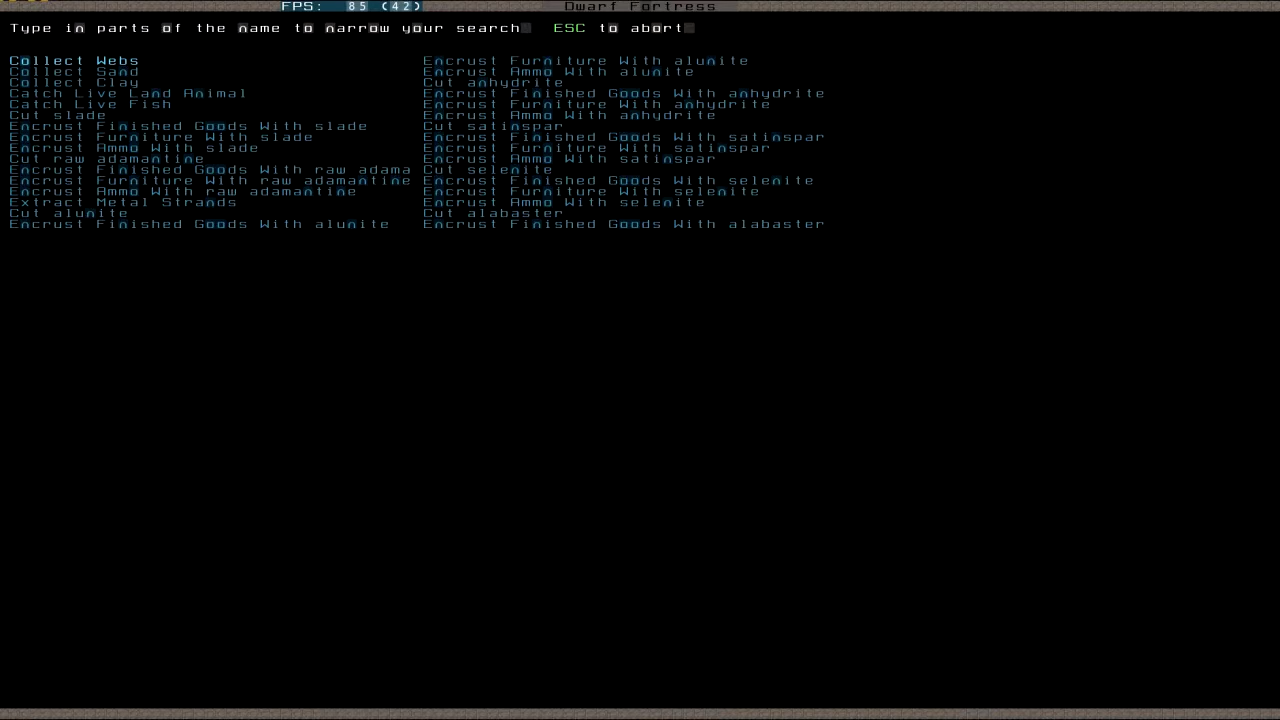 FPS: 85 (42) Dwarf Fortress
Type in parts of the name to narrow your search ESC to abort
Collect Webs
Collect Sand
Collect Clay
Catch Live Land Animal
Catch Live Fish
Cut slade
Encrust Finished Goods With slade
Encrust Furniture With slade
Encrust Ammo With slade
Cut raw adamantine
Encrust Finished Goods With raw adama
Encrust Furniture With raw adamantine
Encrust Ammo With raw adamantine
Extract Metal Strands
Cut alunite
Encrust Finished Goods With alunite
Encrust Furniture With alunite
Encrust Ammo With alunite
Cut anhydrite
Encrust Finished Goods With anhydrite
Encrust Furniture With anhydrite
Encrust Ammo With anhydrite
Cut satinspar
Encrust Finished Goods With satinspar
Encrust Furniture With satinspar
Encrust Ammo With satinspar
Cut selenite
Encrust Finished Goods With selenite
Encrust Furniture With selenite
Encrust Ammo With selenite
Cut alabaster
Encrust Finished Goods With alabaster